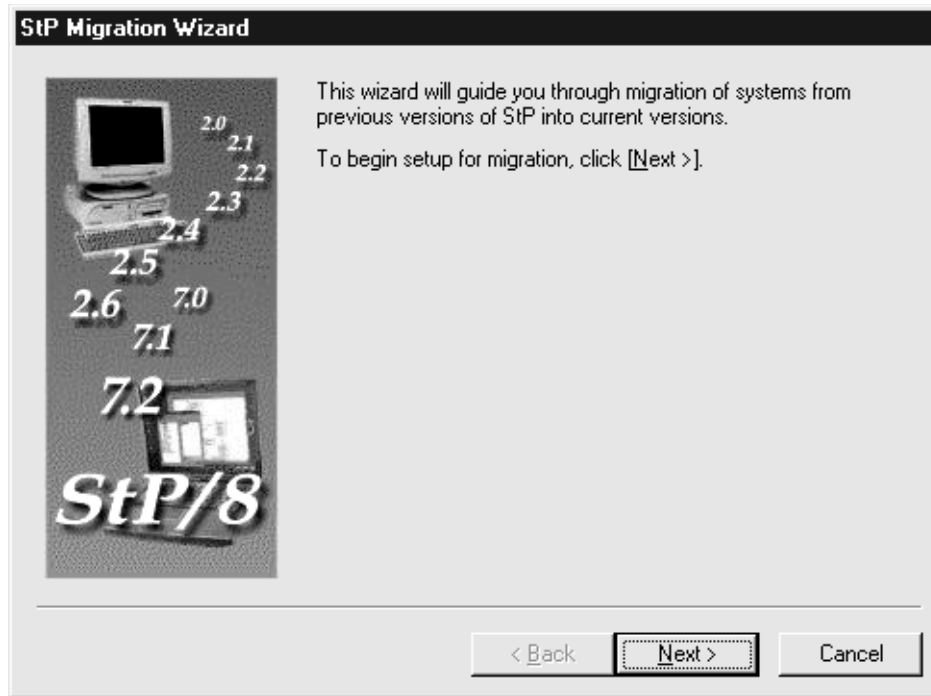 StP Migration Wizard
This wizard will guide you through migration of systems from
previous versions of StP into current versions.
To begin setup for migration, click [Next >].
2.0
2.1
2.2
2.3
2.4
2.5
2.6
7.0
7.1
7.2
StP/8
< Back
Next >
Cancel